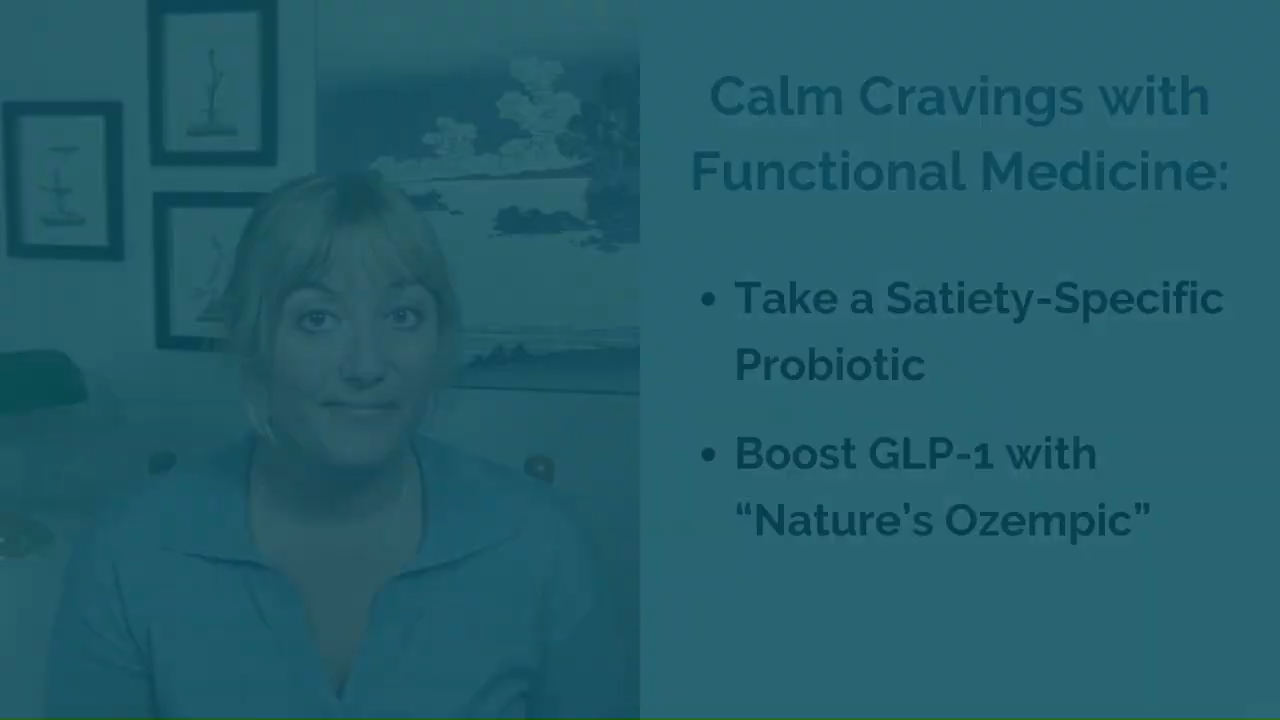 Calm Cravings with
Functional Medicine:
• Take a Satiety-Specific
Probiotic
• Boost GLP-1 with
“Nature’s Ozempic”